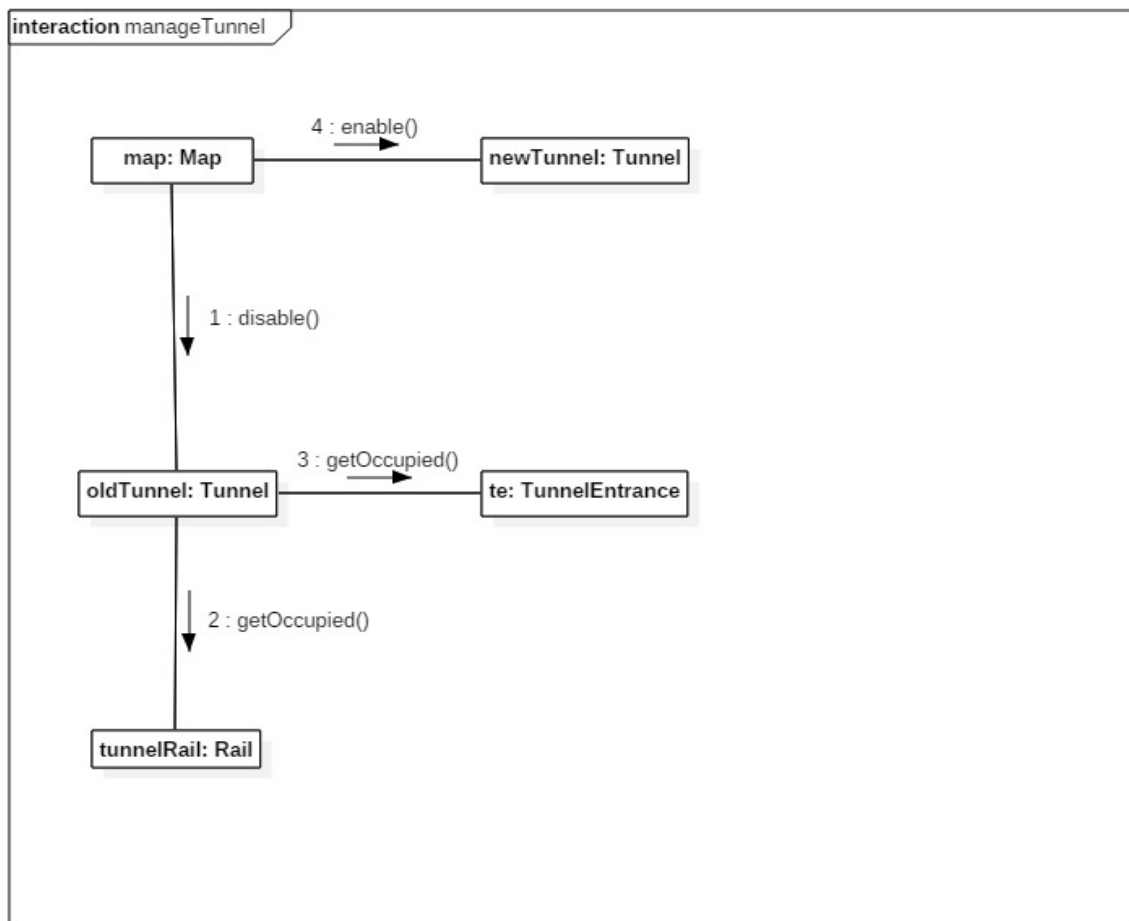 interaction manageTunnel
4 : enable()
map: Map
newTunnel: Tunnel
1 : disable()
3 : getOccupied()
oldTunnel: Tunnel
te: TunnelEntrance
2 : getOccupied()
tunnelRail: Rail